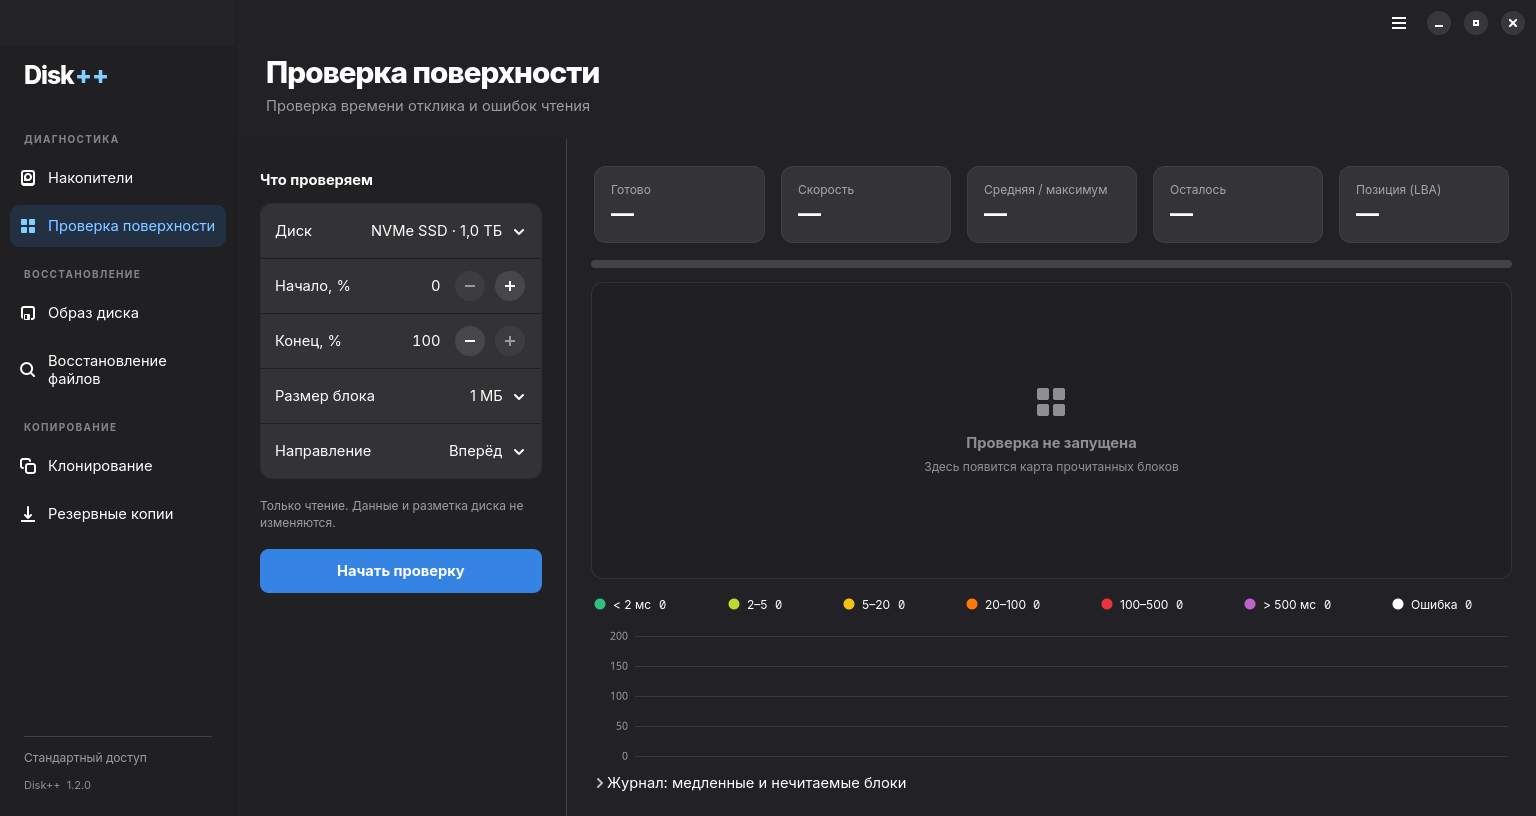 Disk++
ДИАГНОСТИКА
Накопители
Проверка поверхности
ВОССТАНОВЛЕНИЕ
Образ диска
Восстановление
файлов
КОПИРОВАНИЕ
Клонирование
Резервные копии
Стандартный доступ
Disk++ 1.2.0
Проверка поверхности
Проверка времени отклика и ошибок чтения
Что проверяем
Диск NVMe SSD · 1,0 ТБ
Начало, % 0
Конец, % 100
Размер блока 1 МБ
Направление Вперёд
Только чтение. Данные и разметка диска не
изменяются.
Начать проверку
Готово Скорость Средняя / максимум Осталось Позиция (LBA)
— — — — —
Проверка не запущена
Здесь появится карта прочитанных блоков
< 2 мс 0 2–5 0 5–20 0 20–100 0 100–500 0 > 500 мс 0 Ошибка 0
200
150
100
50
0
Журнал: медленные и нечитаемые блоки